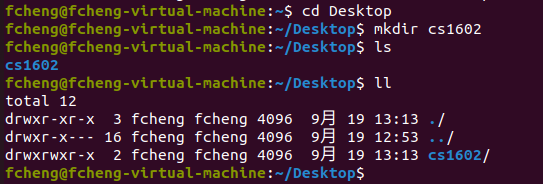 fcheng@fcheng-virtual-machine:~$ cd Desktop
fcheng@fcheng-virtual-machine:~/Desktop$ mkdir cs1602
fcheng@fcheng-virtual-machine:~/Desktop$ ls
cs1602
fcheng@fcheng-virtual-machine:~/Desktop$ ll
total 12
drwxr-xr-x  3 fcheng fcheng 4096  9月 19 13:13 ./
drwxr-x--- 16 fcheng fcheng 4096  9月 19 12:53 ../
drwxrwxr-x  2 fcheng fcheng 4096  9月 19 13:13 cs1602/
fcheng@fcheng-virtual-machine:~/Desktop$